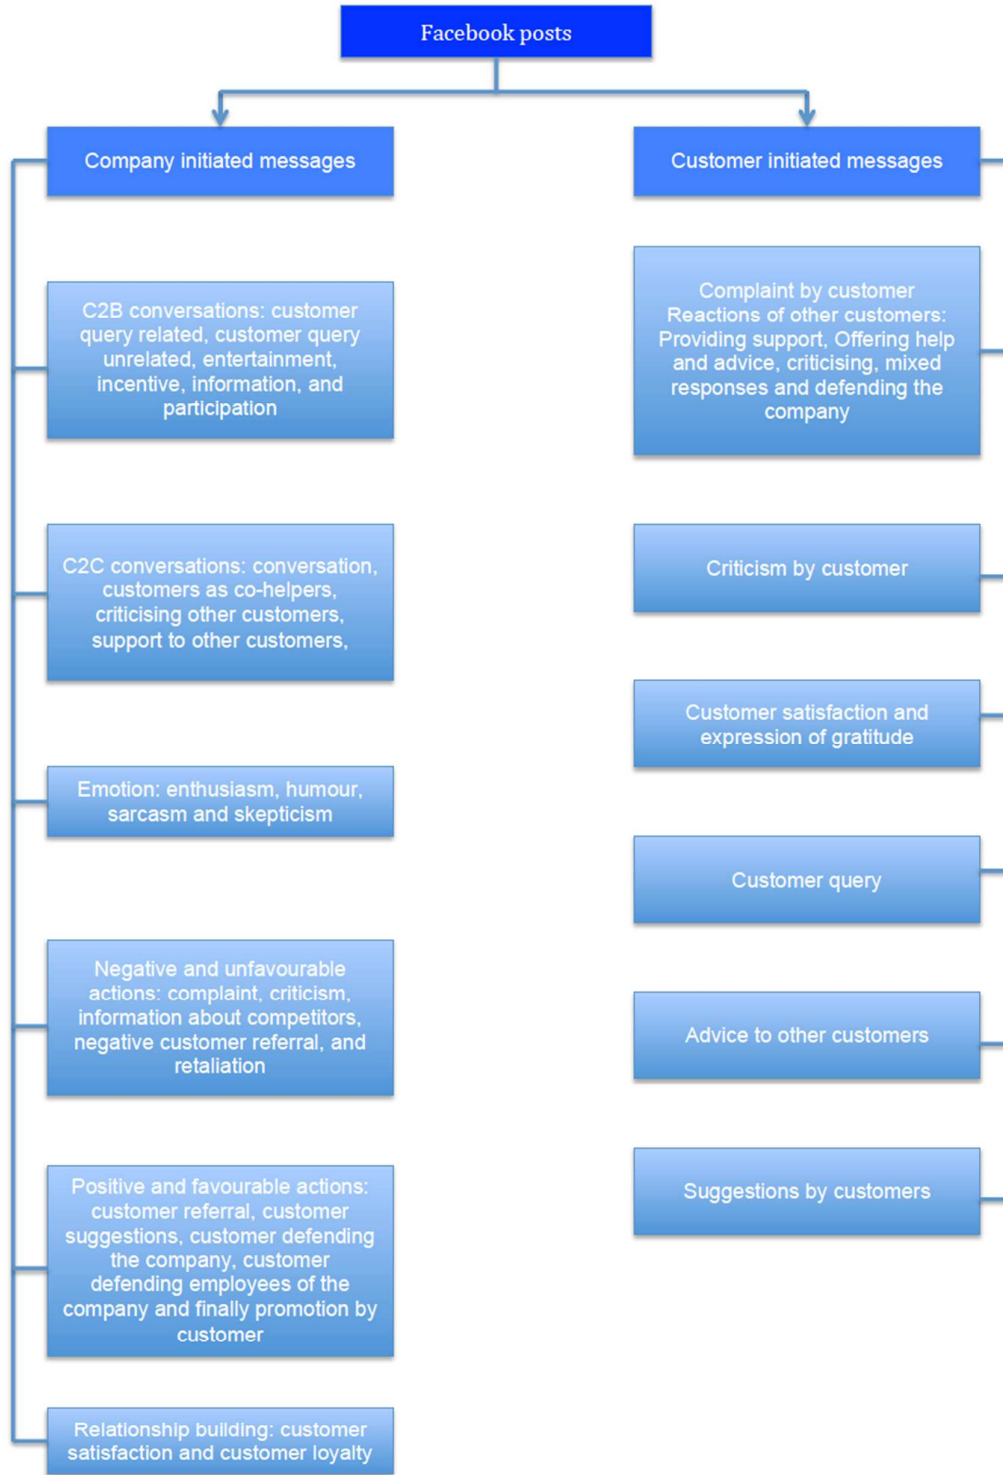 Facebook posts
Company initiated messages
C2B conversations: customer
query related, customer query
unrelated, entertainment,
incentive, information, and
participation
C2C conversations: conversation,
customers as co-helpers,
criticising other customers,
support to other customers,
Emotion: enthusiasm, humour,
sarcasm and skepticism
Negative and unfavourable
actions: complaint, criticism,
information about competitors,
negative customer referral, and
retaliation
Positive and favourable actions:
customer referral, customer
suggestions, customer defending
the company, customer
defending employees of the
company and finally promotion by
customer
Relationship building: customer
satisfaction and customer loyalty
Customer initiated messages
Complaint by customer
Reactions of other customers:
Providing support, Offering help
and advice, criticising, mixed
responses and defending the
company
Criticism by customer
Customer satisfaction and
expression of gratitude
Customer query
Advice to other customers
Suggestions by customers